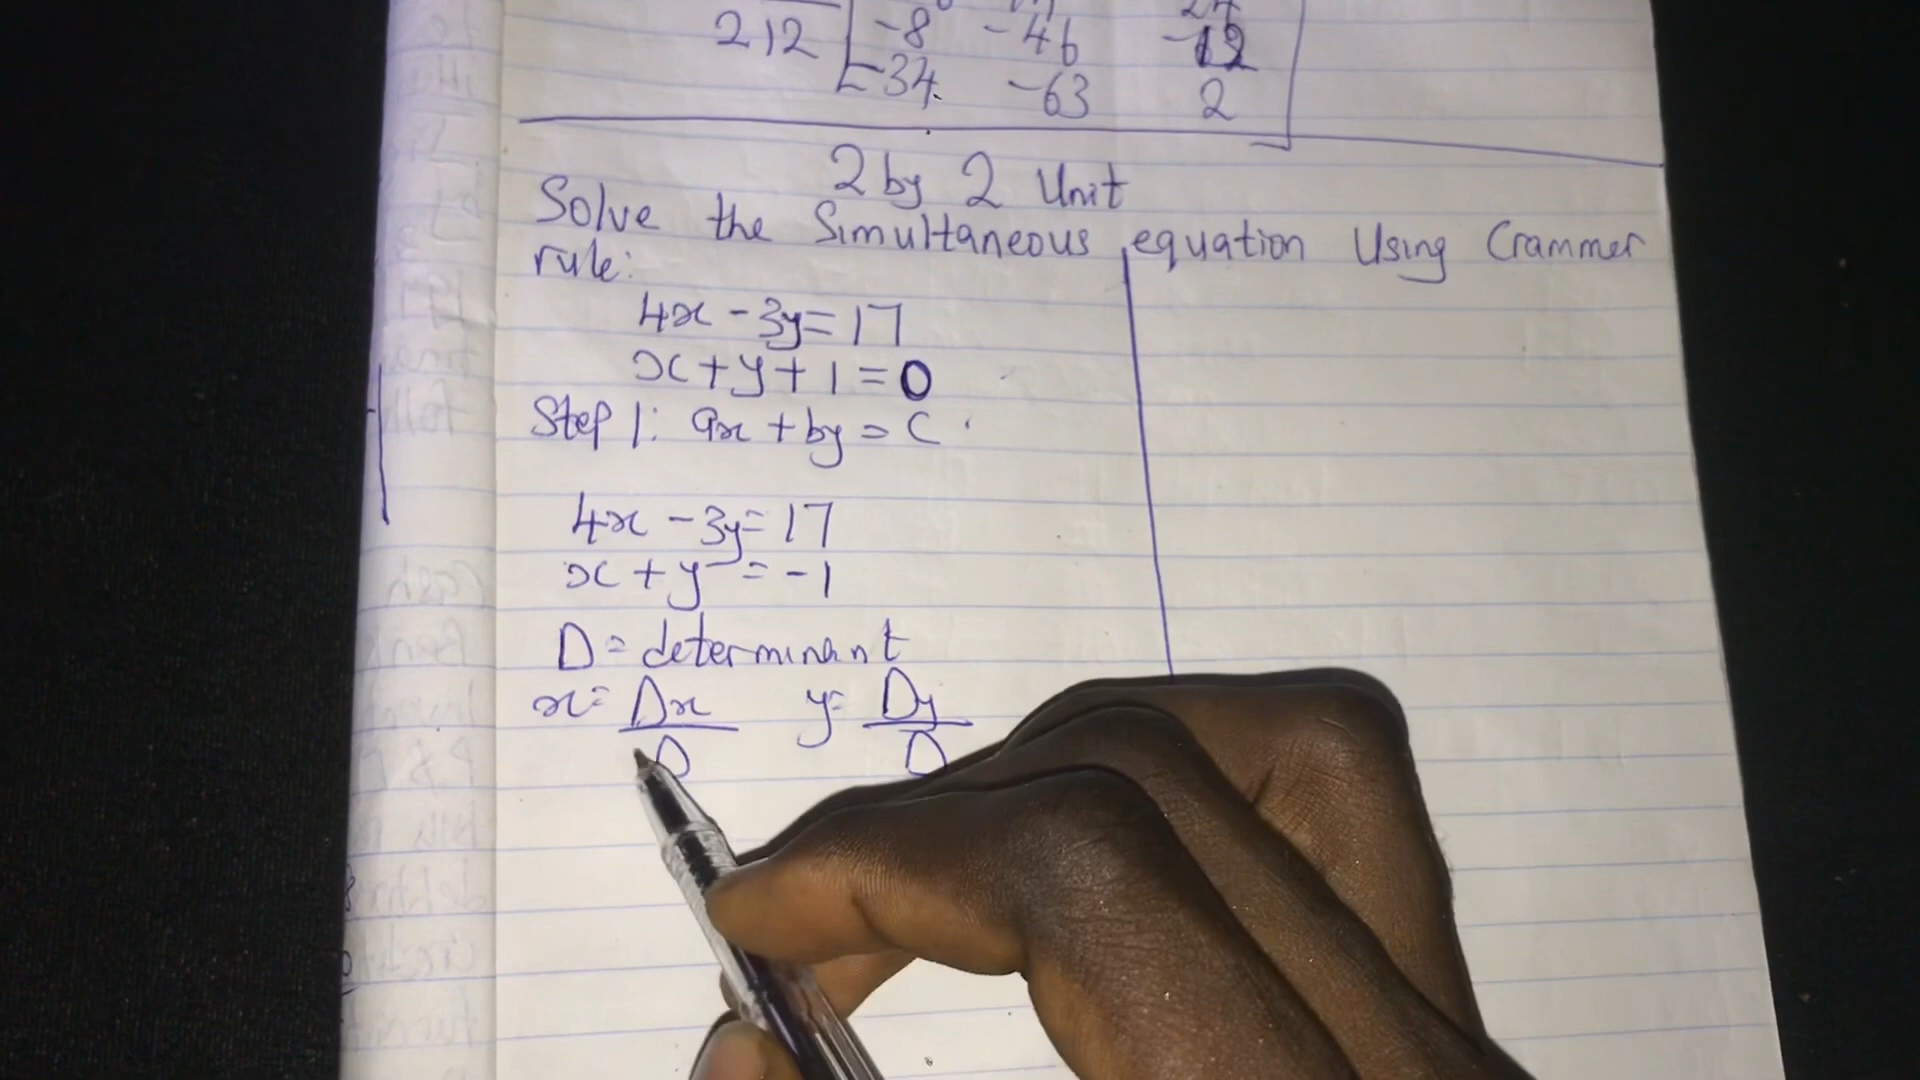 212 -8 -46 -12
-34. -63 2
2 by 2 Unit
Solve the Simultaneous equation Using Crammer
rule:
4x - 3y = 17
x + y + 1 = 0
Step 1: ax + by = C
4x - 3y = 17
x + y = -1
D = determinant
x = Dx/D y = Dy/D